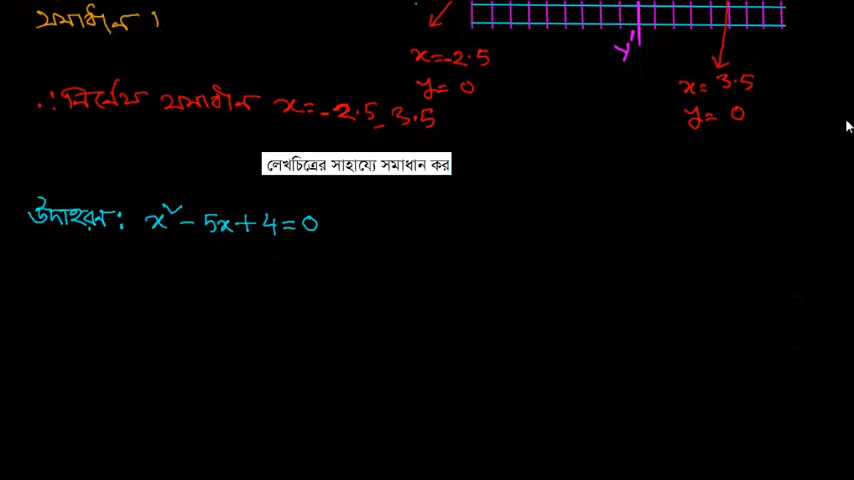 সমাধান ।
x=-2.5
y= 0
x= 3.5
y= 0
∴ নির্ণেয় সমাধান x= -2.5, 3.5
y'
লেখচিত্রের সাহায্যে সমাধান কর
উদাহরন: x² - 5x + 4 = 0